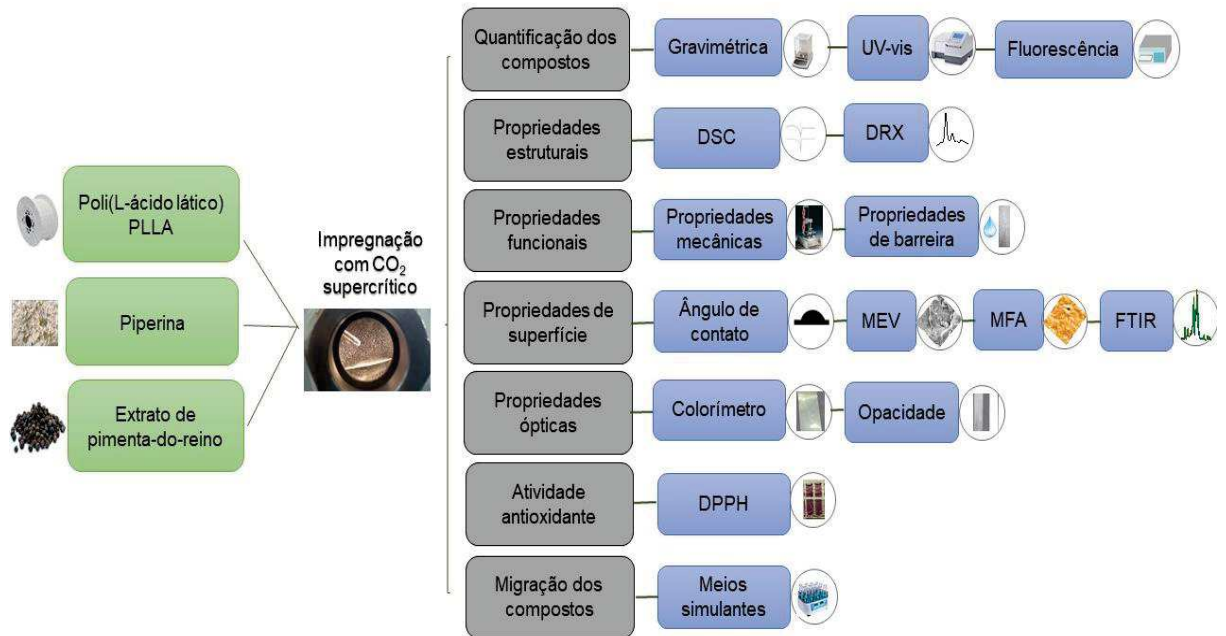 Poli(L-ácido lático)
PLLA
Piperina
Extrato de
pimenta-do-reino
Impregnação
com CO₂
supercrítico
Quantificação dos
compostos
Gravimétrica
UV-vis
Fluorescência
Propriedades
estruturais
DSC
DRX
Propriedades
funcionais
Propriedades
mecânicas
Propriedades
de barreira
Propriedades de
superfície
Ângulo de
contato
MEV
MFA
FTIR
Propriedades
ópticas
Colorímetro
Opacidade
Atividade
antioxidante
DPPH
Migração dos
compostos
Meios
simulantes